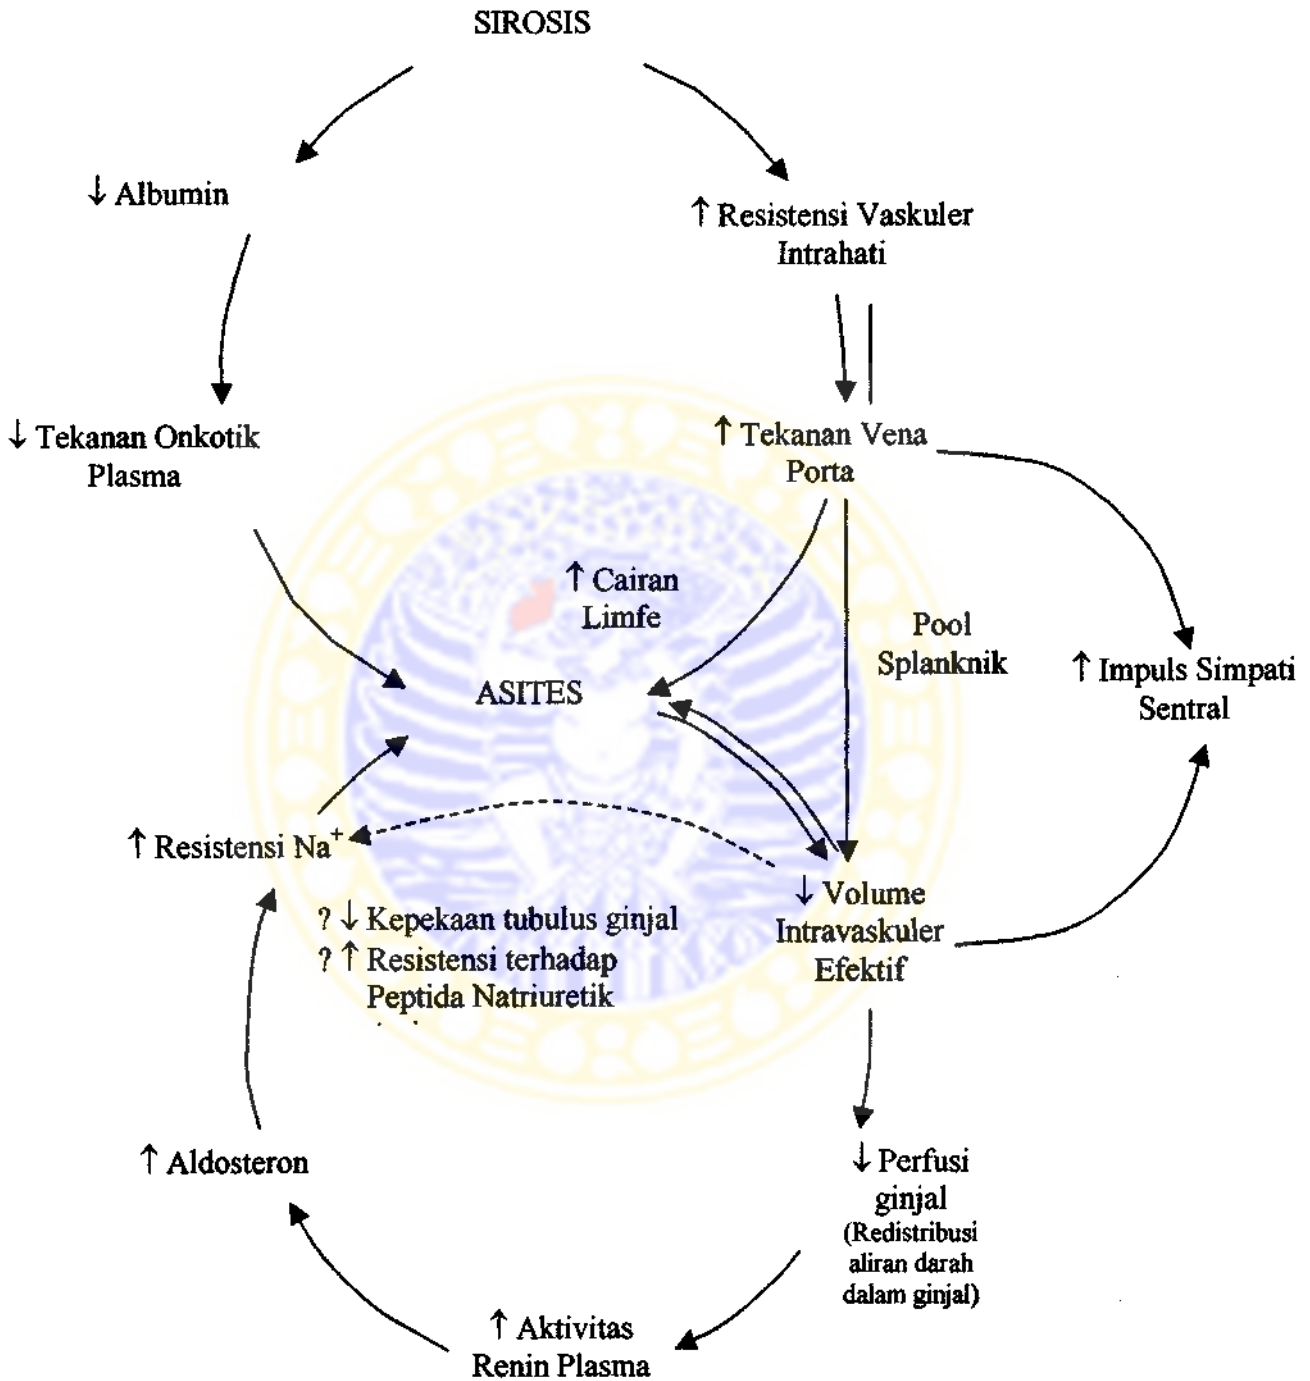 SIROSIS
↓ Albumin
↑ Resistensi Vaskuler
Intrahati
↓ Tekanan Onkotik
Plasma
↑ Tekanan Vena
Porta
↑ Cairan
Limfe
Pool
Splanknik
↑ Impuls Simpati
Sentral
ASITES
↑ Resistensi Na⁺
? ↓ Kepekaan tubulus ginjal
? ↑ Resistensi terhadap
Peptida Natriuretik
↓ Volume
Intravaskuler
Efektif
↑ Aldosteron
↓ Perfusi
ginjal
(Redistribusi
aliran darah
dalam ginjal)
↑ Aktivitas
Renin Plasma